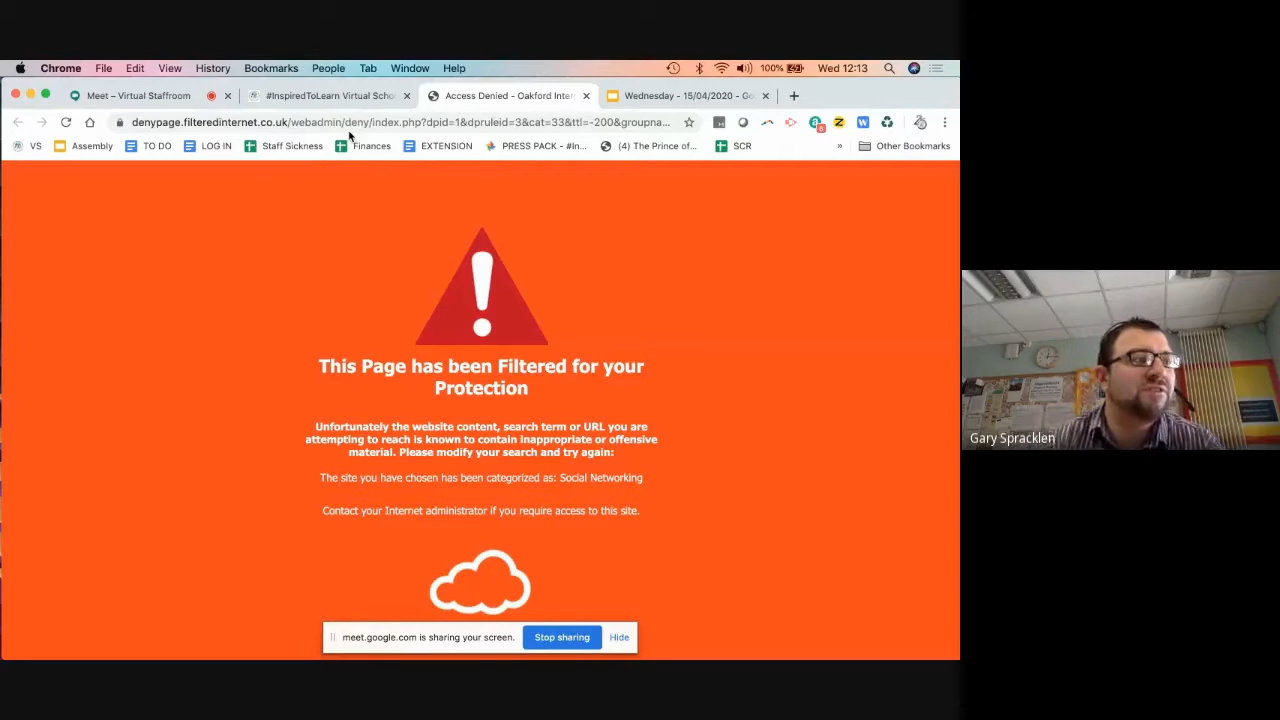 Chrome File Edit View History Bookmarks People Tab Window Help 100% Wed 12:13
Meet – Virtual Staffroom #InspiredToLearn Virtual Scho Access Denied - Oakford Inter Wednesday - 15/04/2020 - Go
denypage.filteredinternet.co.uk/webadmin/deny/index.php?dpid=1&dpruleid=3&cat=33&ttl=-200&groupna...
VS Assembly TO DO LOG IN Staff Sickness Finances EXTENSION PRESS PACK - #In... (4) The Prince of... SCR » Other Bookmarks
!
This Page has been Filtered for your
Protection
Unfortunately the website content, search term or URL you are
attempting to reach is known to contain inappropriate or offensive
material. Please modify your search and try again:
The site you have chosen has been categorized as: Social Networking
Contact your Internet administrator if you require access to this site.
meet.google.com is sharing your screen. Stop sharing Hide
Gary Spracklen